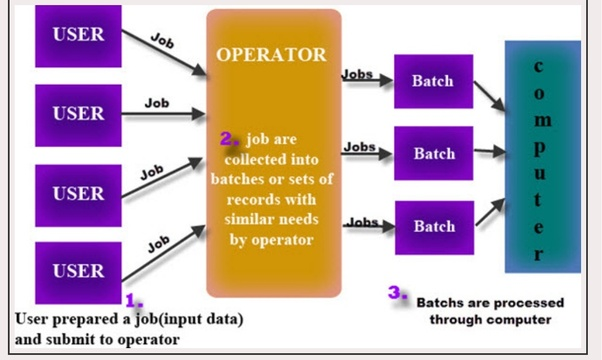 USER
Job
USER
Job
USER
Job
USER
Job
1.
User prepared a job(input data)
and submit to operator
OPERATOR
2. job are
collected into
batches or sets of
records with
similar needs
by operator
Jobs
Batch
Jobs
Batch
Jobs
Batch
computer
3. Batchs are processed
through computer